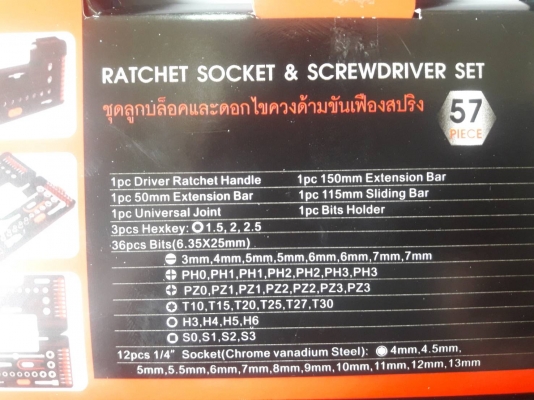 RATCHET SOCKET & SCREWDRIVER SET
ชุดลูกบล็อคและดอกไขควงด้ามขันเฟืองสปริง
57
PIECE
1pc Driver Ratchet Handle 1pc 150mm Extension Bar
1pc 50mm Extension Bar 1pc 115mm Sliding Bar
1pc Universal Joint 1pc Bits Holder
3pcs Hexkey: 1.5, 2, 2.5
36pcs Bits(6.35X25mm)
3mm,4mm,5mm,5mm,6mm,6mm,7mm,7mm
PH0,PH1,PH1,PH2,PH2,PH3,PH3
PZ0,PZ1,PZ1,PZ2,PZ2,PZ3,PZ3
T10,T15,T20,T25,T27,T30
H3,H4,H5,H6
S0,S1,S2,S3
12pcs 1/4" Socket(Chrome vanadium Steel): 4mm,4.5mm,
5mm,5.5mm,6mm,7mm,8mm,9mm,10mm,11mm,12mm,13mm